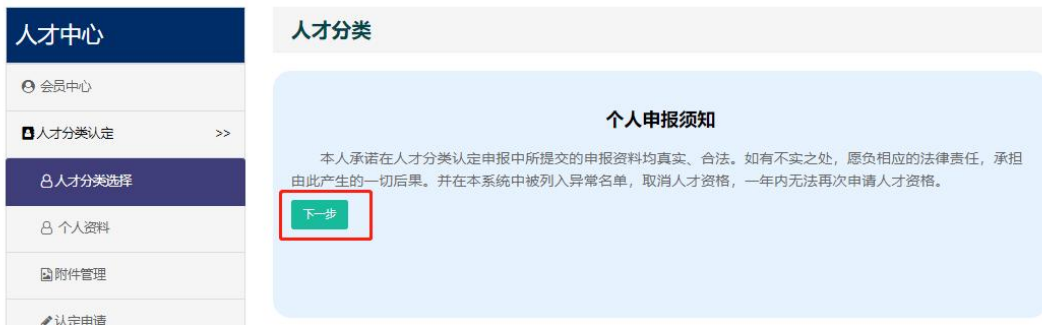 人才中心
会员中心
人才分类认定 >>
人才分类选择
个人资料
附件管理
认定申请
人才分类
个人申报须知
本人承诺在人才分类认定申报中所提交的申报资料均真实、合法。如有不实之处，愿负相应的法律责任，承担
由此产生的一切后果。并在本系统中被列入异常名单，取消人才资格，一年内无法再次申请人才资格。
下一步